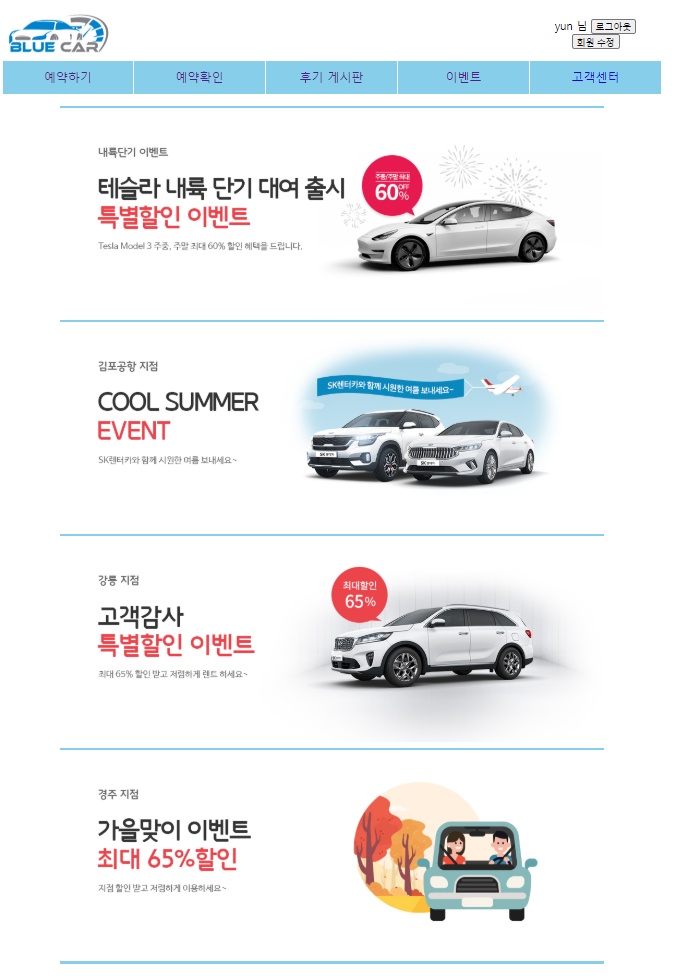 BLUE CAR
yun 님 로그아웃
회원 수정
예약하기 예약확인 후기 게시판 이벤트 고객센터
내륙단기 이벤트
테슬라 내륙 단기 대여 출시
특별할인 이벤트
Tesla Model 3 주중, 주말 최대 60% 할인 혜택을 드립니다.
주중/주말 최대
60% OFF
김포공항 지점
COOL SUMMER
EVENT
SK렌터카와 함께 시원한 여름 보내세요~
SK렌터카와 함께 시원한 여름 보내세요~
강릉 지점
고객감사
특별할인 이벤트
최대 65% 할인 받고 저렴하게 렌트 하세요~
최대할인
65%
경주 지점
가을맞이 이벤트
최대 65%할인
지점 할인 받고 저렴하게 이용하세요~